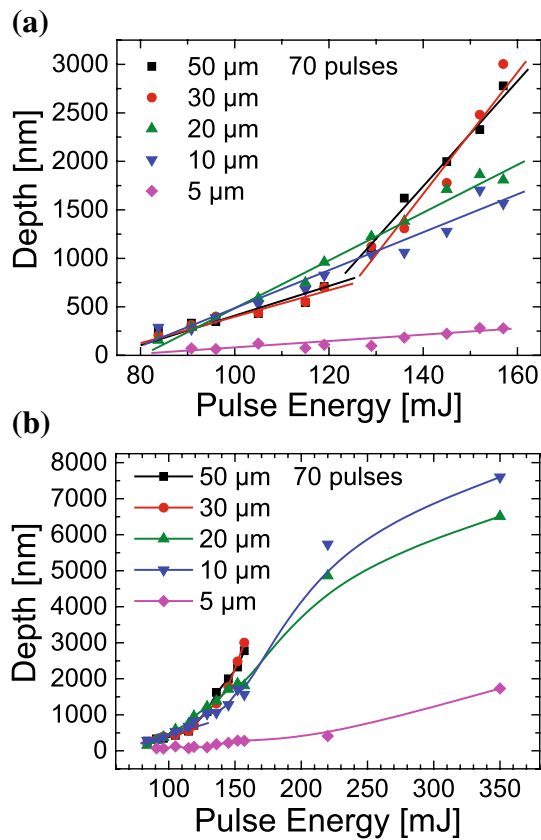 (a)
3000
2500
2000
1500
1000
500
0
Depth [nm]
50 µm 70 pulses
30 µm
20 µm
10 µm
5 µm
80 100 120 140 160
Pulse Energy [mJ]
(b)
8000
7000
6000
5000
4000
3000
2000
1000
0
Depth [nm]
50 µm 70 pulses
30 µm
20 µm
10 µm
5 µm
100 150 200 250 300 350
Pulse Energy [mJ]